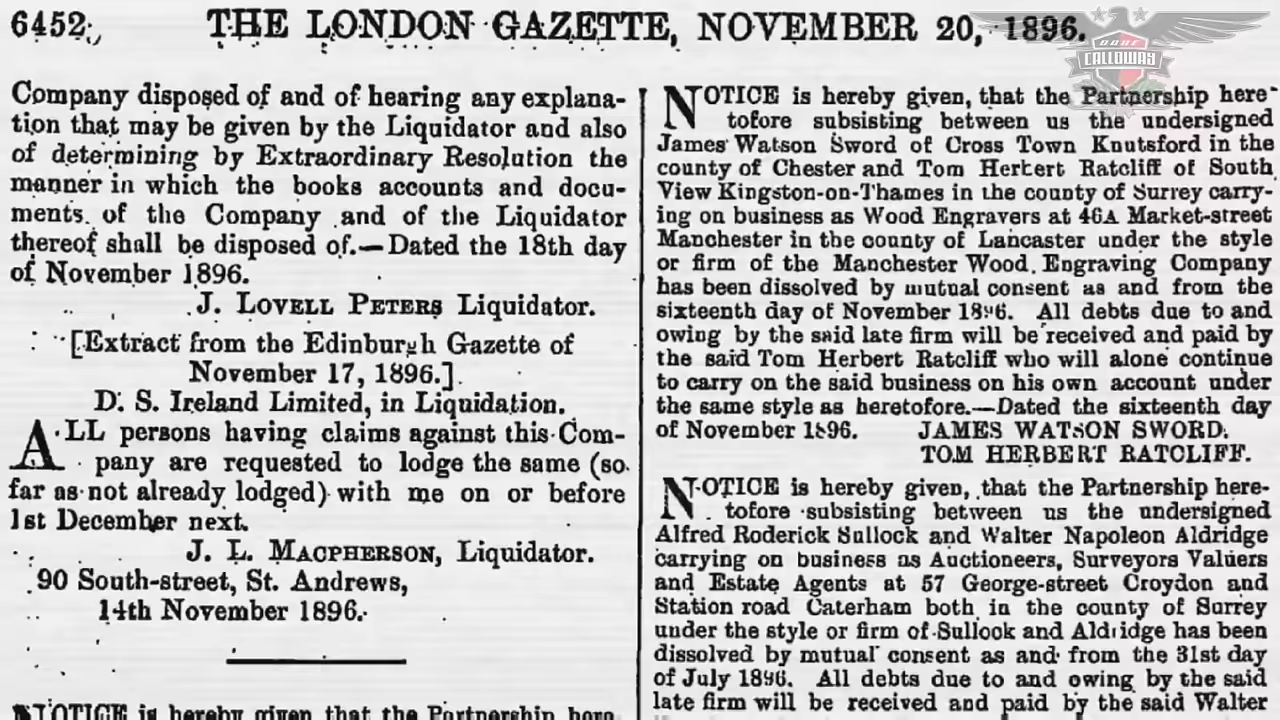 6452
THE LONDON GAZETTE, NOVEMBER 20, 1896.
CALLOWAY
Company disposed of and of hearing any explana-
tion that may be given by the Liquidator and also
of determining by Extraordinary Resolution the
manner in which the books accounts and docu-
ments of the Company and of the Liquidator
thereof shall be disposed of.—Dated the 18th day
of November 1896.
J. LOVELL PETERS Liquidator.
[Extract from the Edinburgh Gazette of
November 17, 1896.]
D. S. Ireland Limited, in Liquidation.
ALL persons having claims against this Com-
pany are requested to lodge the same (so
far as not already lodged) with me on or before
1st December next.
J. L. MACPHERSON, Liquidator.
90 South-street, St. Andrews,
14th November 1896.
NOTICE is hereby given that the Partnership here
NOTICE is hereby given, that the Partnership here-
tofore subsisting between us the undersigned
James Watson Sword of Cross Town Knutsford in the
county of Chester and Tom Herbert Ratcliff of South
View Kingston-on-Thames in the county of Surrey carry-
ing on business as Wood Engravers at 46A Market-street
Manchester in the county of Lancaster under the style
or firm of the Manchester Wood Engraving Company
has been dissolved by mutual consent as and from the
sixteenth day of November 1896. All debts due to and
owing by the said late firm will be received and paid by
the said Tom Herbert Ratcliff who will alone continue
to carry on the said business on his own account under
the same style as heretofore.—Dated the sixteenth day
of November 1896. JAMES WATSON SWORD.
TOM HERBERT RATCLIFF.
NOTICE is hereby given, that the Partnership here-
tofore subsisting between us the undersigned
Alfred Roderick Sullock and Walter Napoleon Aldridge
carrying on business as Auctioneers, Surveyors Valuers
and Estate Agents at 57 George-street Croydon and
Station road Caterham both in the county of Surrey
under the style or firm of Sullock and Aldridge has been
dissolved by mutual consent as and from the 31st day
of July 1896. All debts due to and owing by the said
late firm will be received and paid by the said Walter